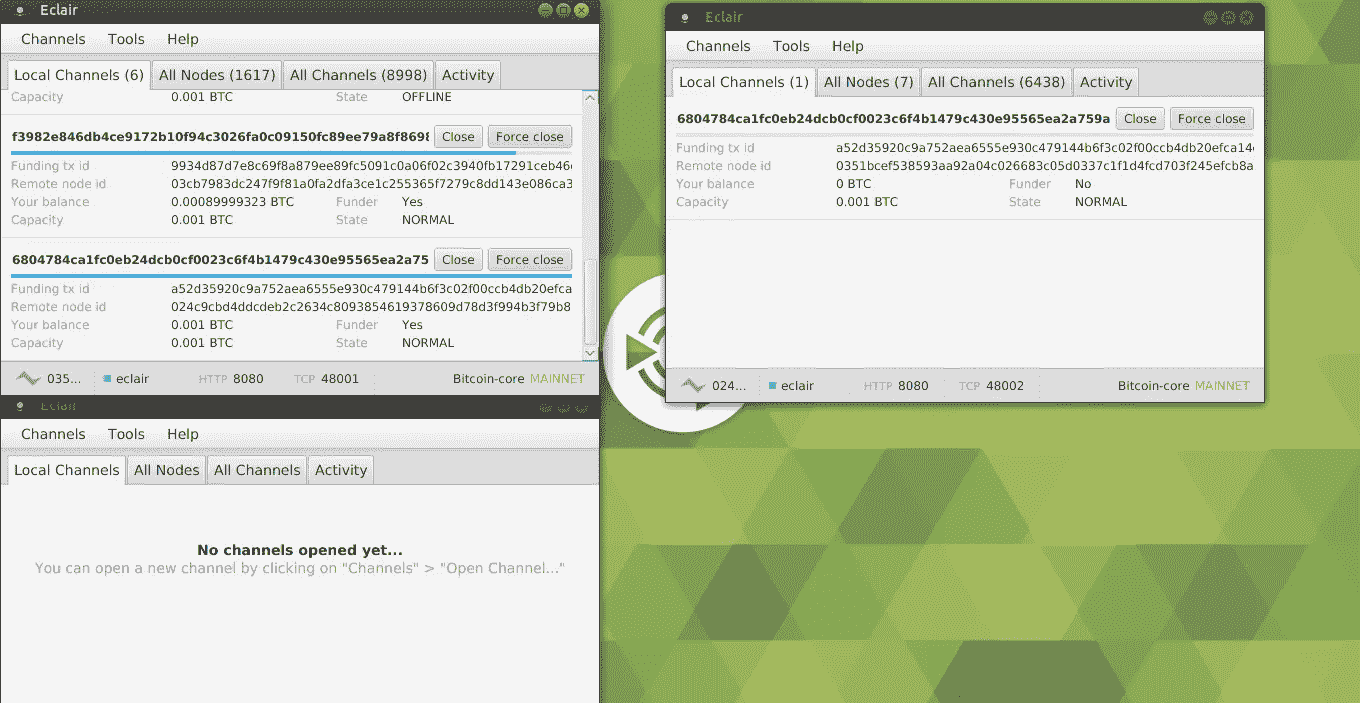 Eclair
Channels Tools Help
Local Channels (6) All Nodes (1617) All Channels (8998) Activity
Capacity 0.001 BTC State OFFLINE
f3982e846db4ce9172b10f94c3026fa0c09150fc89ee79a8f8698 Close Force close
Funding tx id 9934d87d7e8c69f8a879ee89fc5091c0a06f02c3940fb17291ceb46
Remote node id 03cb7983dc247f9f81a0fa2dfa3ce1c255365f7279c8dd143e086ca3
Your balance 0.00089999323 BTC Funder Yes
Capacity 0.001 BTC State NORMAL
6804784ca1fc0eb24dcb0cf0023c6f4b1479c430e95565ea2a75 Close Force close
Funding tx id a52d35920c9a752aea6555e930c479144b6f3c02f00ccb4db20efca
Remote node id 024c9cbd4ddcdeb2c2634c8093854619378609d78d3f994b3f79b8
Your balance 0.001 BTC Funder Yes
Capacity 0.001 BTC State NORMAL
035... eclair HTTP 8080 TCP 48001 Bitcoin-core MAINNET
Eclair
Channels Tools Help
Local Channels All Nodes All Channels Activity
No channels opened yet...
You can open a new channel by clicking on "Channels" > "Open Channel..."
Eclair
Channels Tools Help
Local Channels (1) All Nodes (7) All Channels (6438) Activity
6804784ca1fc0eb24dcb0cf0023c6f4b1479c430e95565ea2a759a Close Force close
Funding tx id a52d35920c9a752aea6555e930c479144b6f3c02f00ccb4db20efca14
Remote node id 0351bcef538593aa92a04c026683c05d0337c1f1d4fcd703f245efcb8a
Your balance 0 BTC Funder No
Capacity 0.001 BTC State NORMAL
024... eclair HTTP 8080 TCP 48002 Bitcoin-core MAINNET